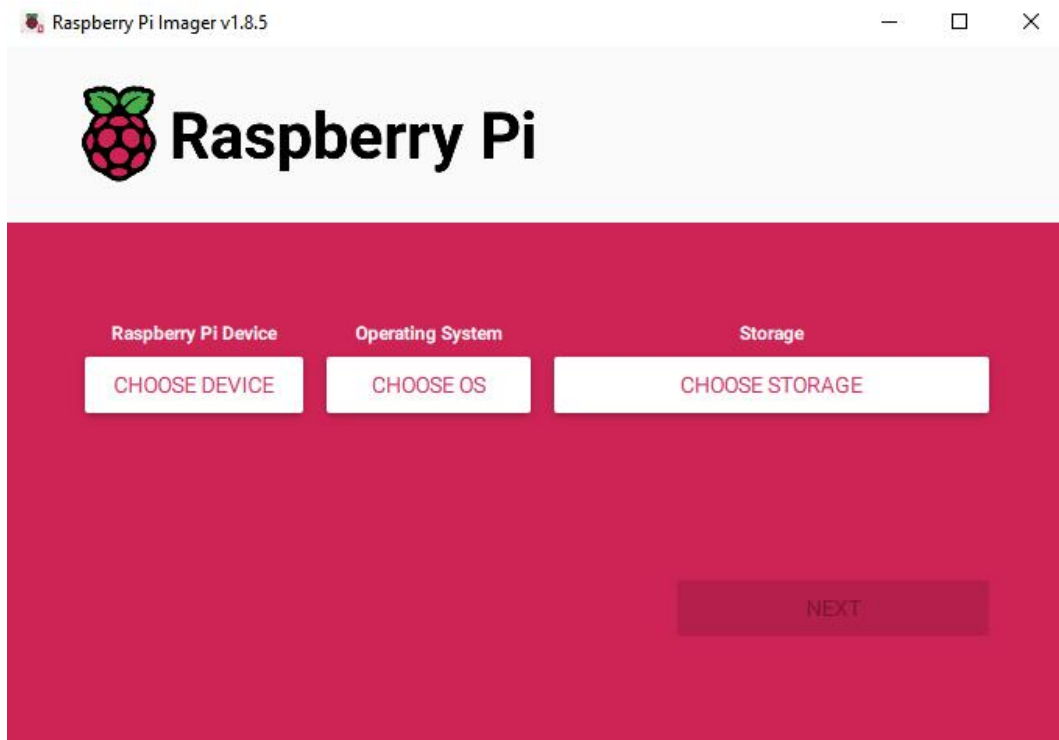 Raspberry Pi Imager v1.8.5
Raspberry Pi
Raspberry Pi Device
Operating System
Storage
CHOOSE DEVICE
CHOOSE OS
CHOOSE STORAGE
NEXT